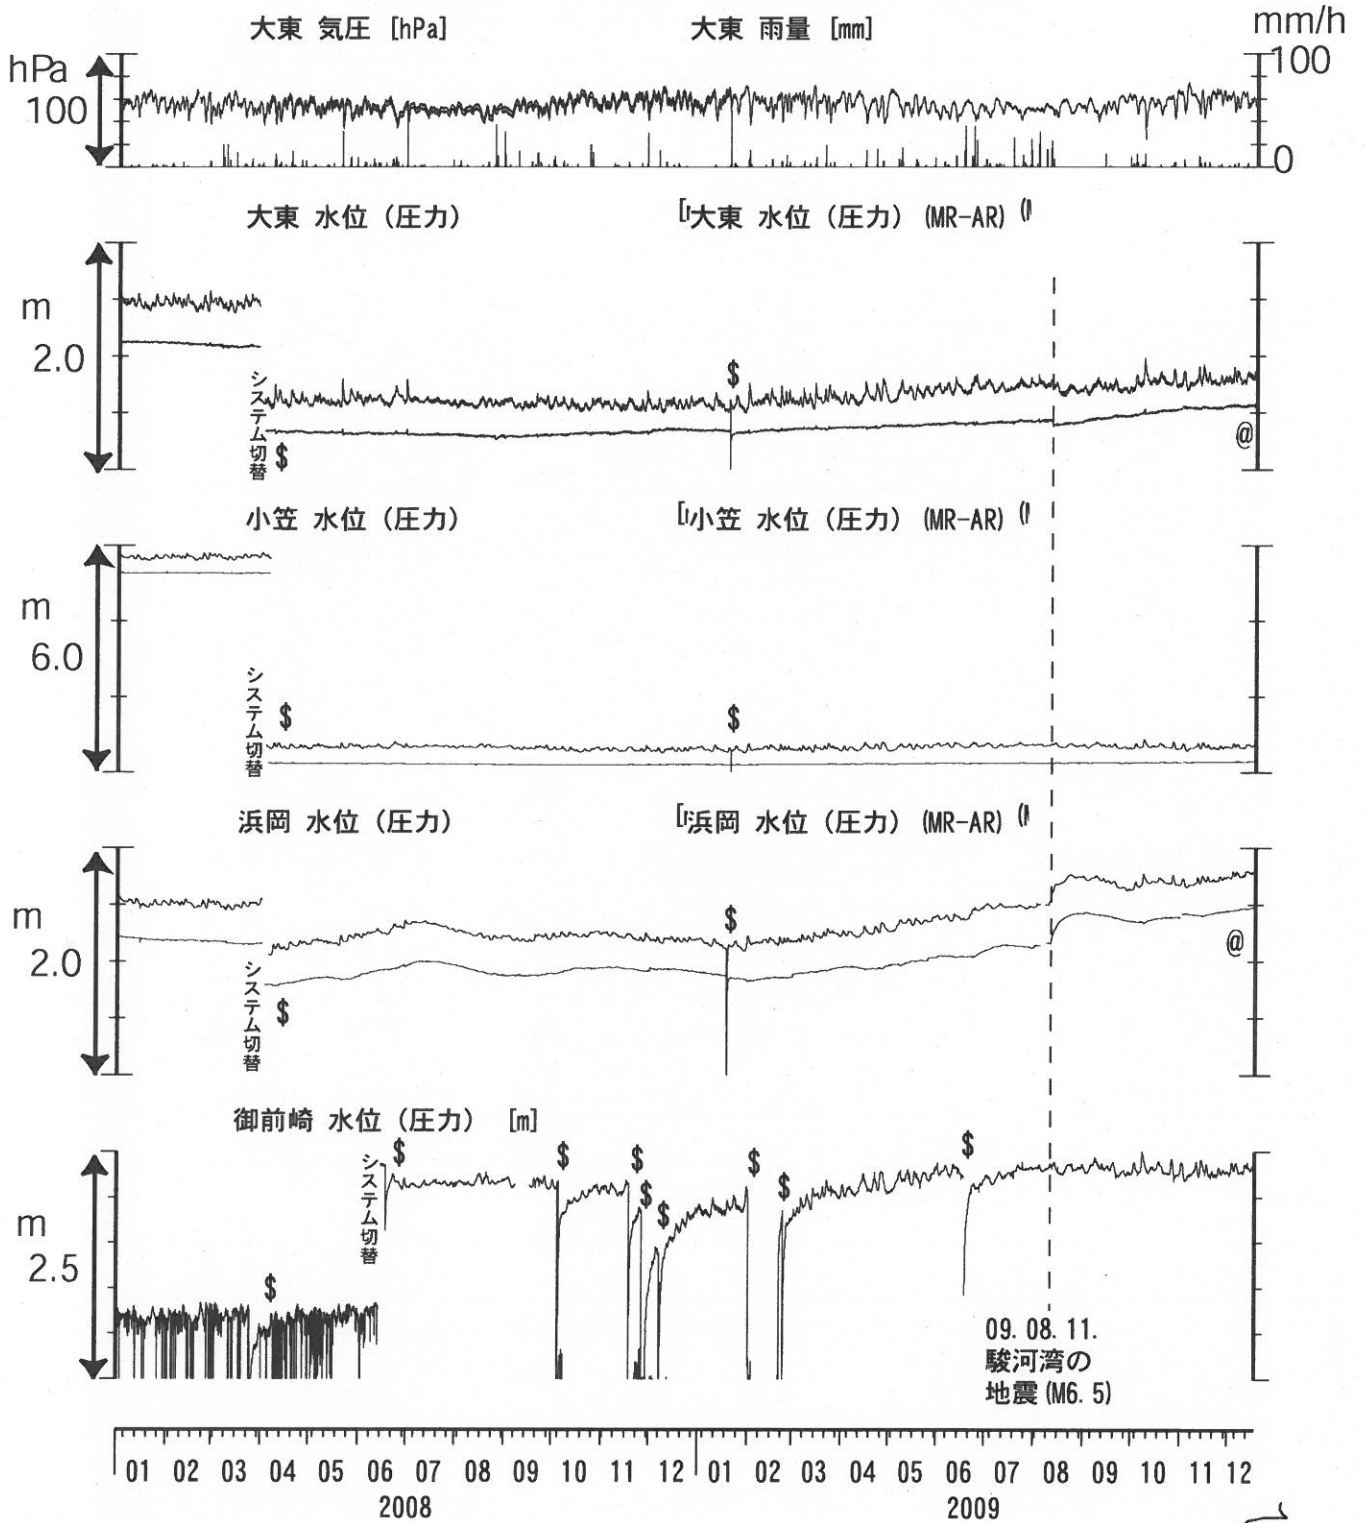 大東 気圧 [hPa]
大東 雨量 [mm]
mm/h
hPa
100
100
0
大東 水位（圧力）
大東 水位（圧力）(MR-AR)
m
2.0
$
システム切替
$
@
小笠 水位（圧力）
小笠 水位（圧力）(MR-AR)
m
6.0
システム切替
$
$
浜岡 水位（圧力）
浜岡 水位（圧力）(MR-AR)
m
2.0
$
システム切替
$
@
御前崎 水位（圧力） [m]
m
2.5
システム切替
$
$
$
$
$
$
$
$
$
09. 08. 11.
駿河湾の
地震(M6. 5)
01 02 03 04 05 06 07 08 09 10 11 12 01 02 03 04 05 06 07 08 09 10 11 12
2008
2009